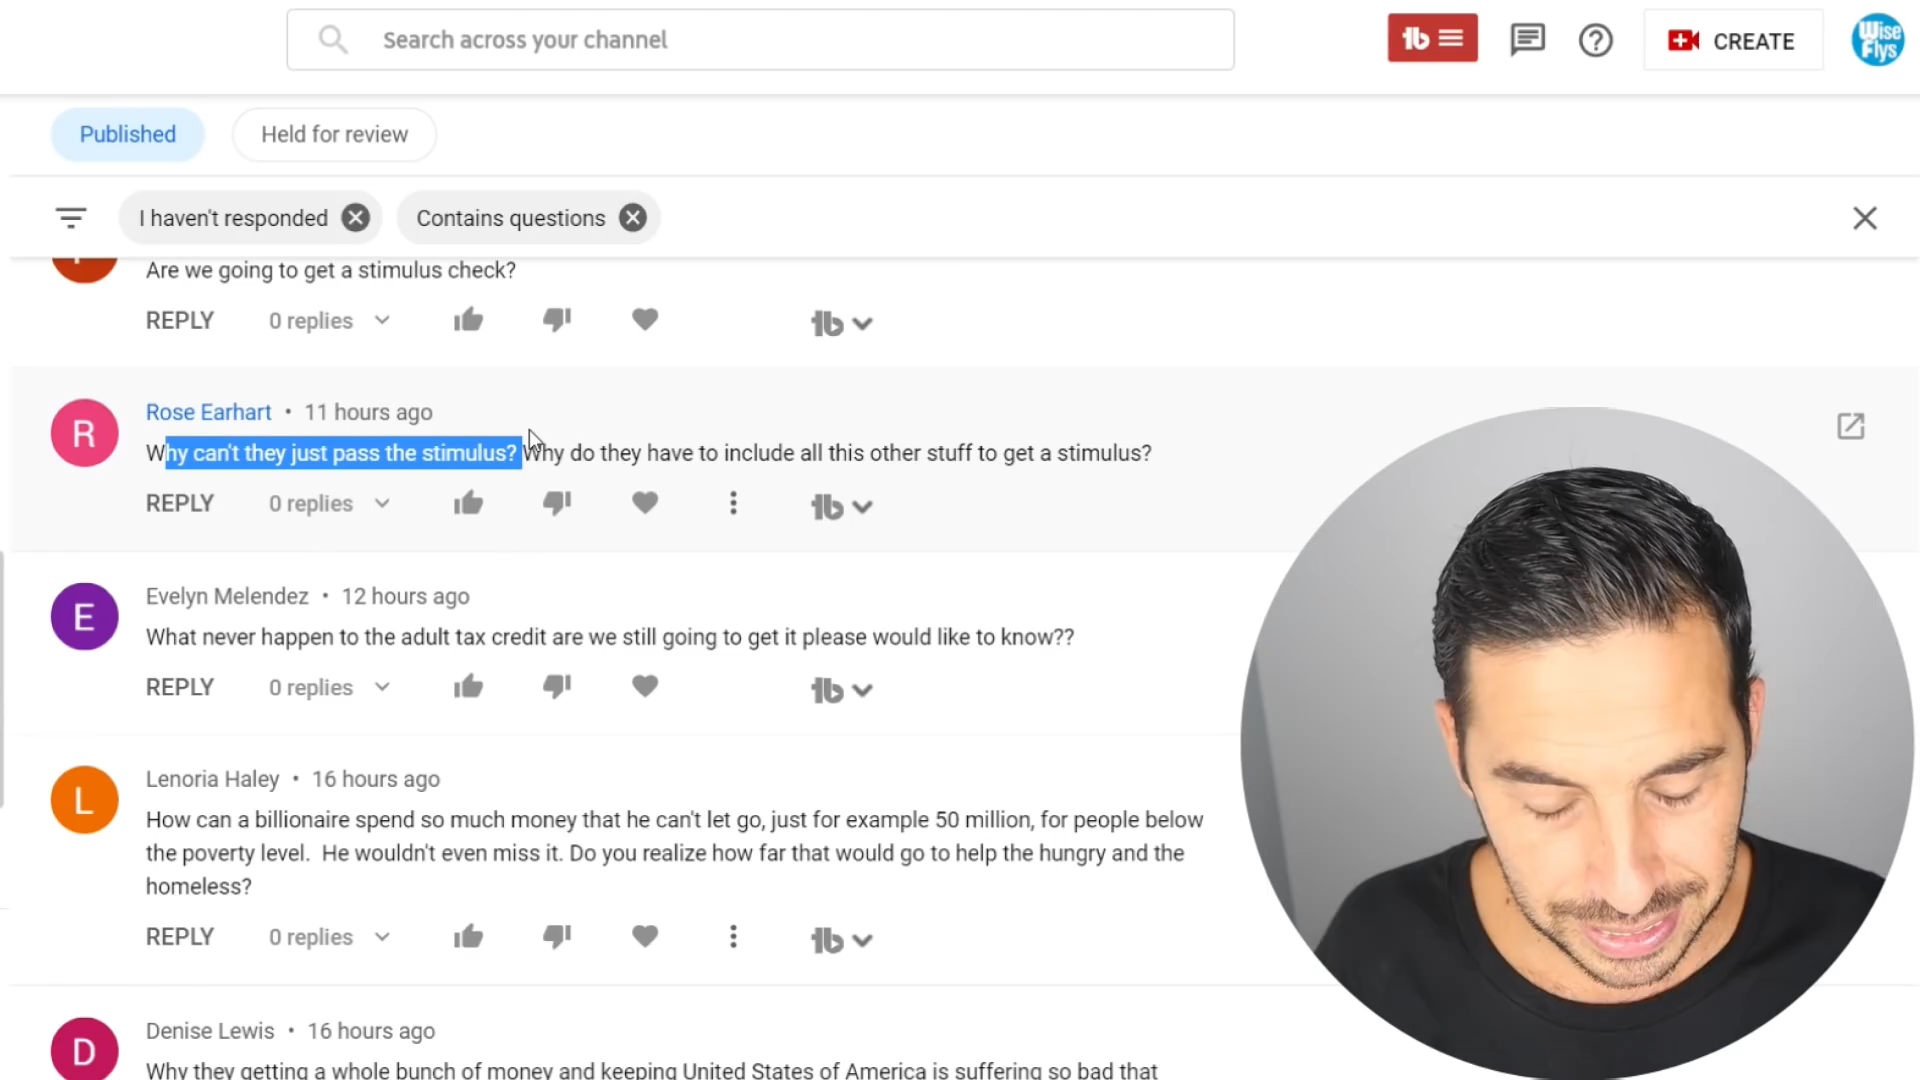 Search across your channel
CREATE
Wise
Flys
Published
Held for review
I haven't responded
Contains questions
Are we going to get a stimulus check?
REPLY 0 replies
R
Rose Earhart • 11 hours ago
Why can't they just pass the stimulus? Why do they have to include all this other stuff to get a stimulus?
REPLY 0 replies
E
Evelyn Melendez • 12 hours ago
What never happen to the adult tax credit are we still going to get it please would like to know??
REPLY 0 replies
L
Lenoria Haley • 16 hours ago
How can a billionaire spend so much money that he can't let go, just for example 50 million, for people below
the poverty level. He wouldn't even miss it. Do you realize how far that would go to help the hungry and the
homeless?
REPLY 0 replies
D
Denise Lewis • 16 hours ago
Why they getting a whole bunch of money and keeping United States of America is suffering so bad that